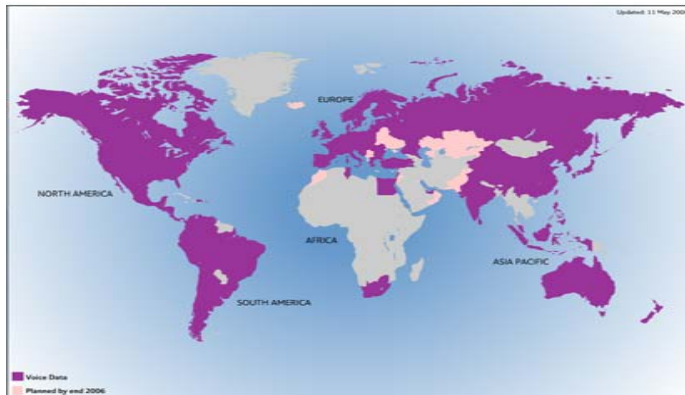 Updated: 11 May 200
EUROPE
NORTH AMERICA
AFRICA
ASIA PACIFIC
SOUTH AMERICA
Voice Data
Planned by end 2006